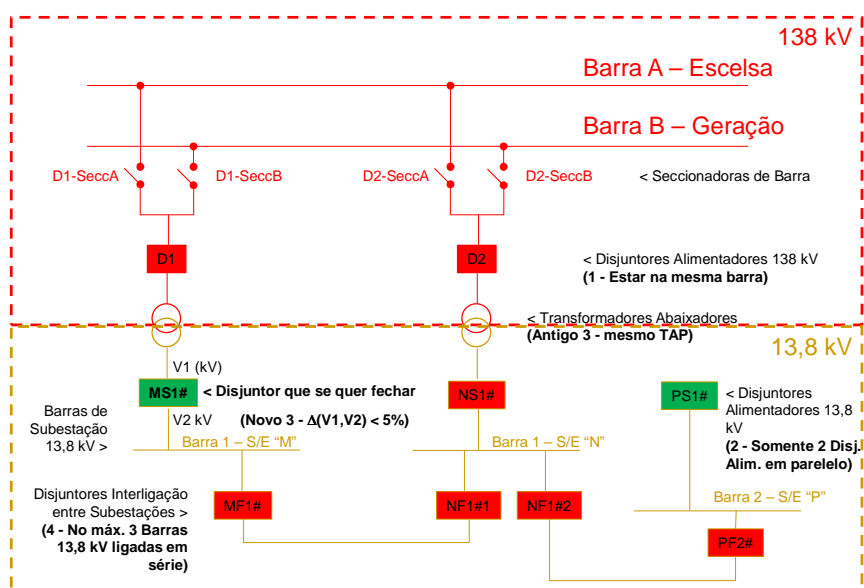 138 kV
Barra A – Escelsa
Barra B – Geração
D1-SeccA
D1-SeccB
D2-SeccA
D2-SeccB
< Seccionadoras de Barra
D1
D2
< Disjuntores Alimentadores 138 kV
(1 - Estar na mesma barra)
< Transformadores Abaixadores
(Antigo 3 - mesmo TAP)
13,8 kV
V1 (kV)
MS1#
< Disjuntor que se quer fechar
NS1#
PS1#
< Disjuntores
Alimentadores 13,8
kV
(2 - Somente 2 Disj.
Alim. em parelelo)
Barras de
Subestação
13,8 kV >
V2 kV
(Novo 3 - Δ(V1,V2) < 5%)
Barra 1 – S/E “M”
Barra 1 – S/E “N”
Disjuntores Interligação
entre Subestações >
(4 - No máx. 3 Barras
13,8 kV ligadas em
série)
MF1#
NF1#1
NF1#2
Barra 2 – S/E “P”
PF2#